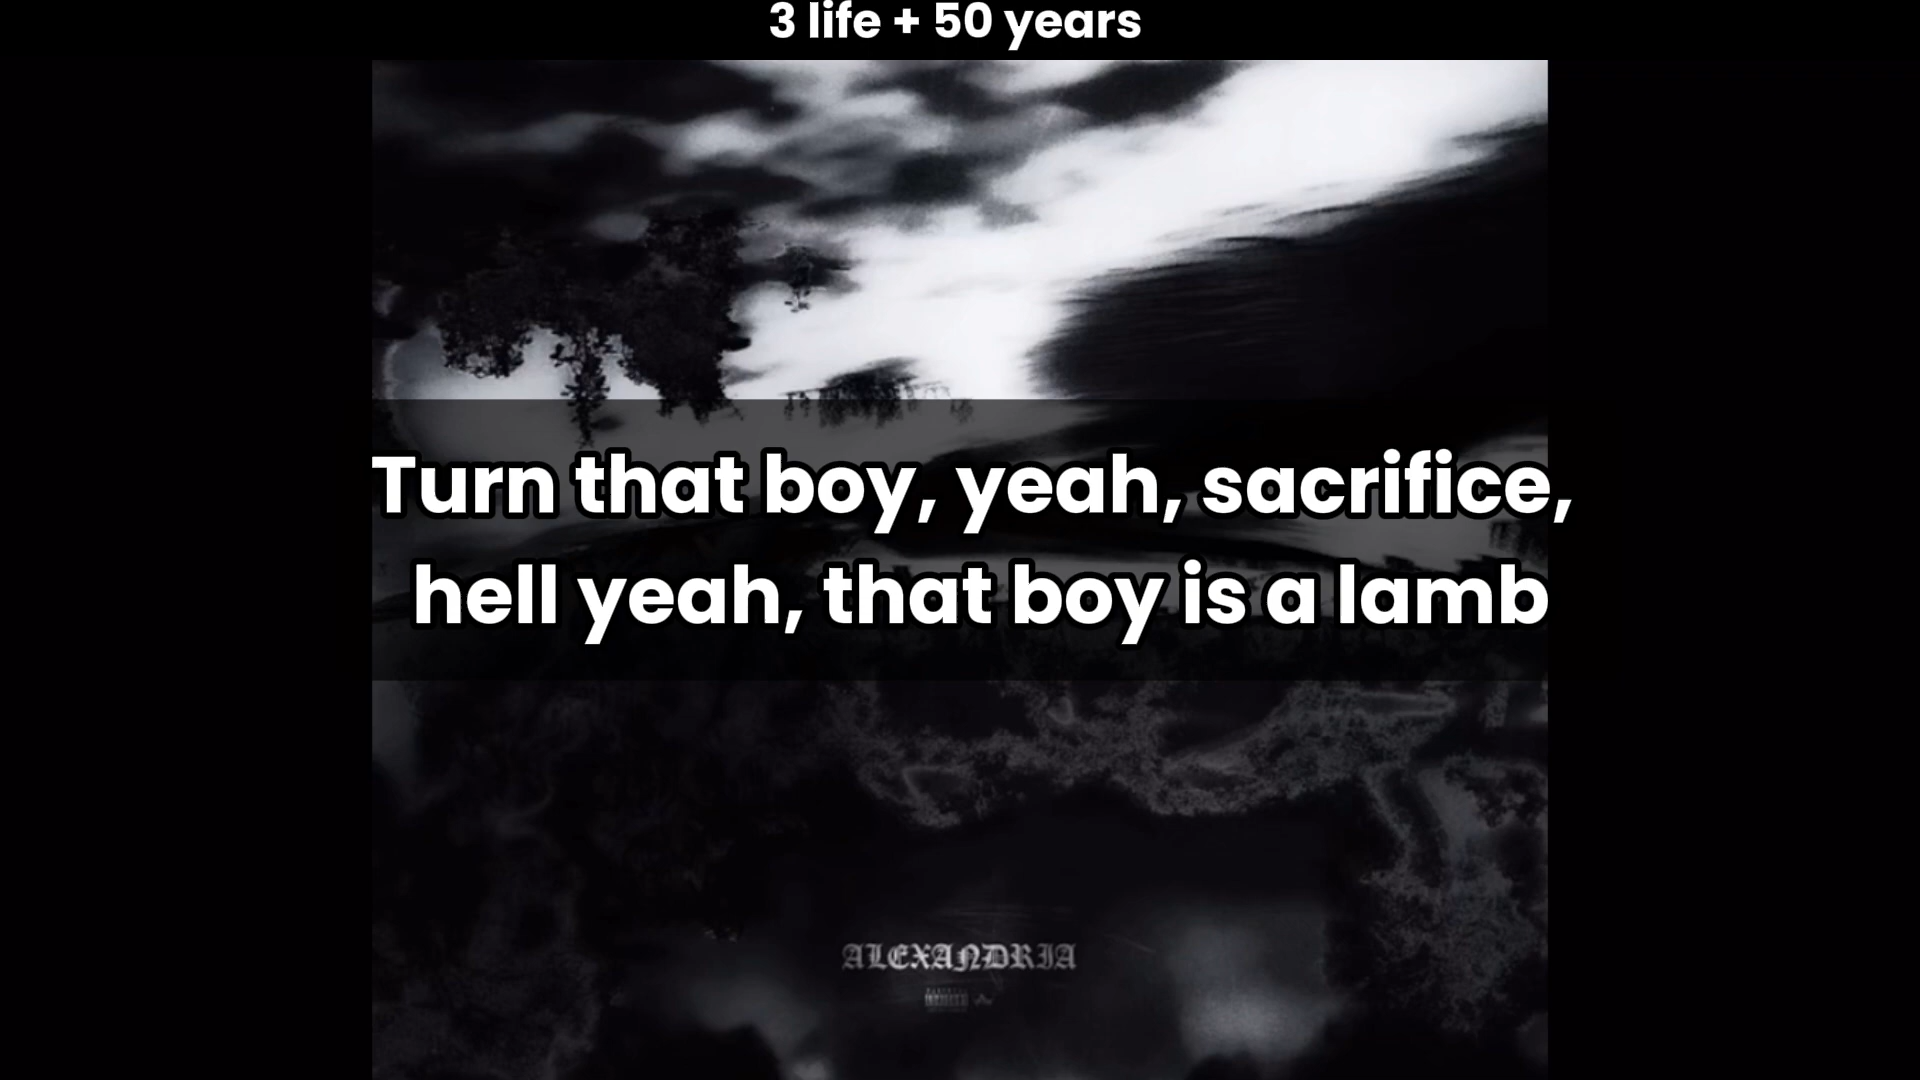 3 life + 50 years
Turn that boy, yeah, sacrifice,
hell yeah, that boy is a lamb
ALEXANDRIA